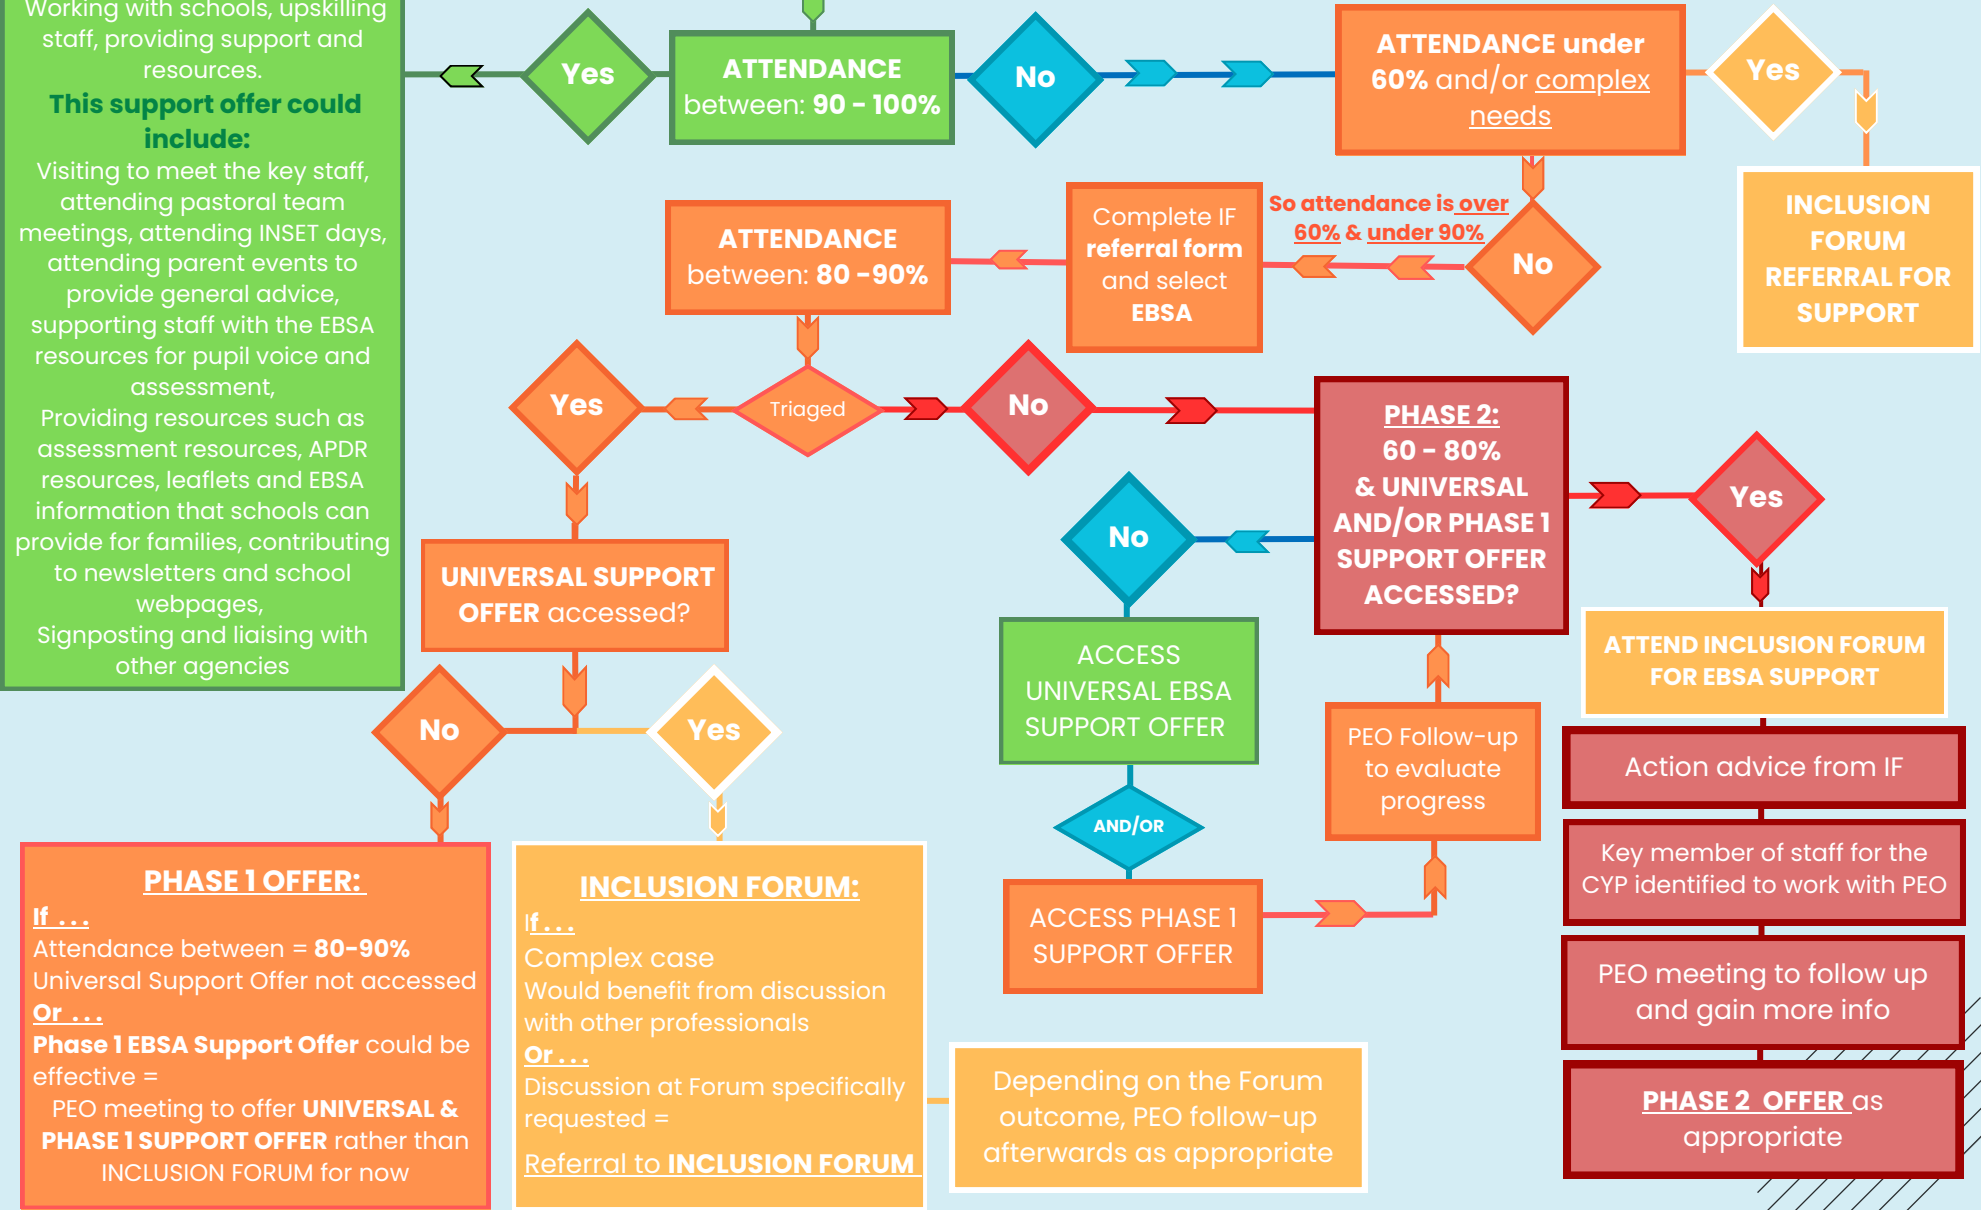 Working with schools, upskilling
staff, providing support and
resources.
This support offer could
include:
Visiting to meet the key staff,
attending pastoral team
meetings, attending INSET days,
attending parent events to
provide general advice,
supporting staff with the EBSA
resources for pupil voice and
assessment,
Providing resources such as
assessment resources, APDR
resources, leaflets and EBSA
information that schools can
provide for families, contributing
to newsletters and school
webpages,
Signposting and liaising with
other agencies
Yes
ATTENDANCE
between: 90 - 100%
No
ATTENDANCE under
60% and/or complex
needs
Yes
INCLUSION
FORUM
REFERRAL FOR
SUPPORT
No
So attendance is over
60% & under 90%
Complete IF
referral form
and select
EBSA
ATTENDANCE
between: 80 -90%
Triaged
Yes
No
PHASE 2:
60 - 80%
& UNIVERSAL
AND/OR PHASE 1
SUPPORT OFFER
ACCESSED?
Yes
No
UNIVERSAL SUPPORT
OFFER accessed?
No
Yes
ACCESS
UNIVERSAL EBSA
SUPPORT OFFER
AND/OR
ACCESS PHASE 1
SUPPORT OFFER
PEO Follow-up
to evaluate
progress
ATTEND INCLUSION FORUM
FOR EBSA SUPPORT
Action advice from IF
Key member of staff for the
CYP identified to work with PEO
PEO meeting to follow up
and gain more info
PHASE 2 OFFER as
appropriate
PHASE 1 OFFER:
If ...
Attendance between = 80-90%
Universal Support Offer not accessed
Or ...
Phase 1 EBSA Support Offer could be
effective =
PEO meeting to offer UNIVERSAL &
PHASE 1 SUPPORT OFFER rather than
INCLUSION FORUM for now
INCLUSION FORUM:
If...
Complex case
Would benefit from discussion
with other professionals
Or...
Discussion at Forum specifically
requested =
Referral to INCLUSION FORUM
Depending on the Forum
outcome, PEO follow-up
afterwards as appropriate